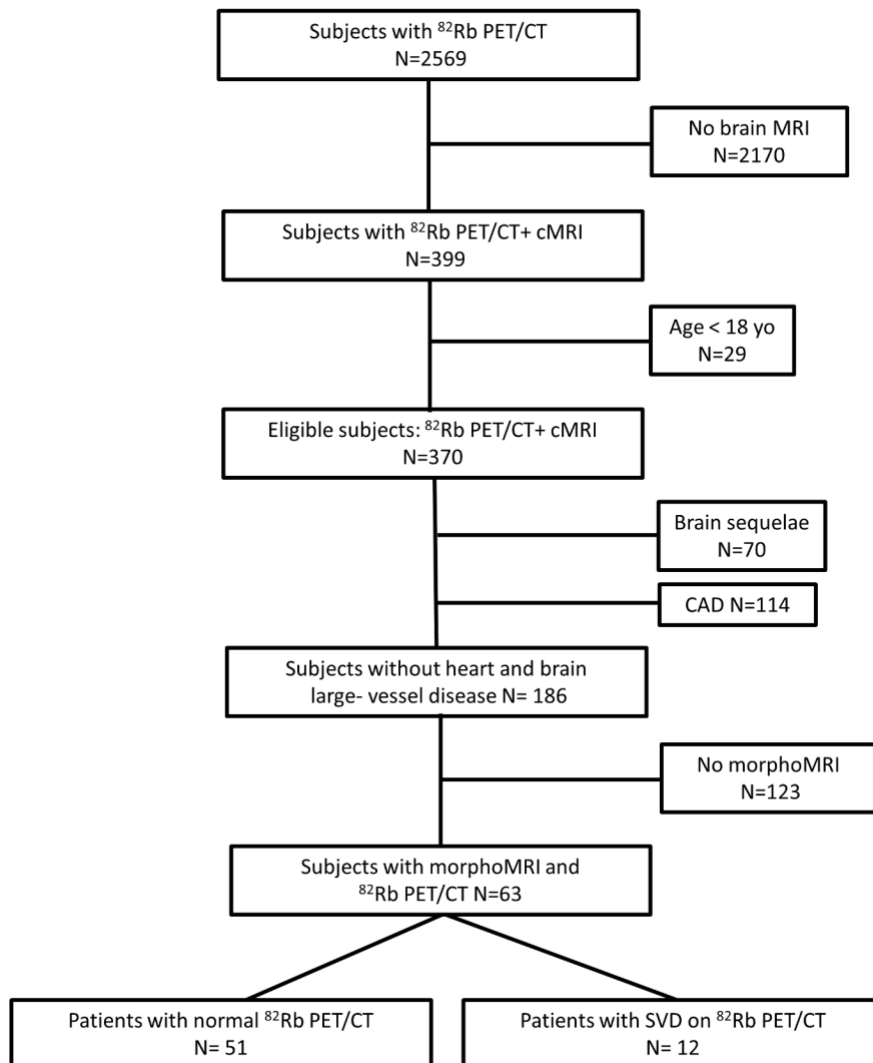 Subjects with ⁸²Rb PET/CT
N=2569
No brain MRI
N=2170
Subjects with ⁸²Rb PET/CT+ cMRI
N=399
Age < 18 yo
N=29
Eligible subjects: ⁸²Rb PET/CT+ cMRI
N=370
Brain sequelae
N=70
CAD N=114
Subjects without heart and brain
large- vessel disease N= 186
No morphoMRI
N=123
Subjects with morphoMRI and
⁸²Rb PET/CT N=63
Patients with normal ⁸²Rb PET/CT
N= 51
Patients with SVD on ⁸²Rb PET/CT
N= 12